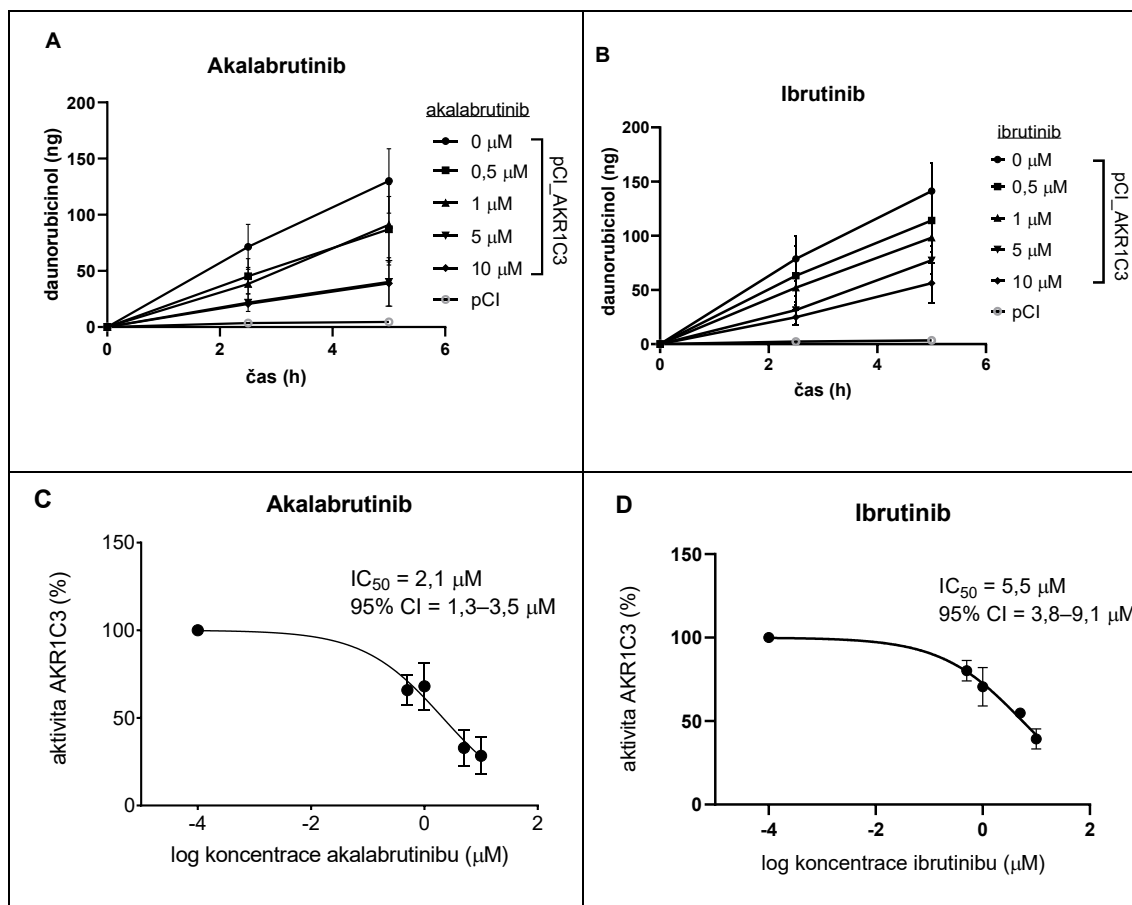 A
Akalabrutinib
daunorubicinol (ng)
200
150
100
50
0
0
2
4
6
čas (h)
akalabrutinib
0 μM
0,5 μM
1 μM
5 μM
10 μM
pCI
pCI_AKR1C3
B
Ibrutinib
daunorubicinol (ng)
200
150
100
50
0
0
2
4
6
čas (h)
ibrutinib
0 μM
0,5 μM
1 μM
5 μM
10 μM
pCI
pCI_AKR1C3
C
Akalabrutinib
aktivita AKR1C3 (%)
150
100
50
0
-4
-2
0
2
log koncentrace akalabrutinibu (μM)
IC50 = 2,1 μM
95% CI = 1,3–3,5 μM
D
Ibrutinib
aktivita AKR1C3 (%)
150
100
50
0
-4
-2
0
2
log koncentrace ibrutinibu (μM)
IC50 = 5,5 μM
95% CI = 3,8–9,1 μM